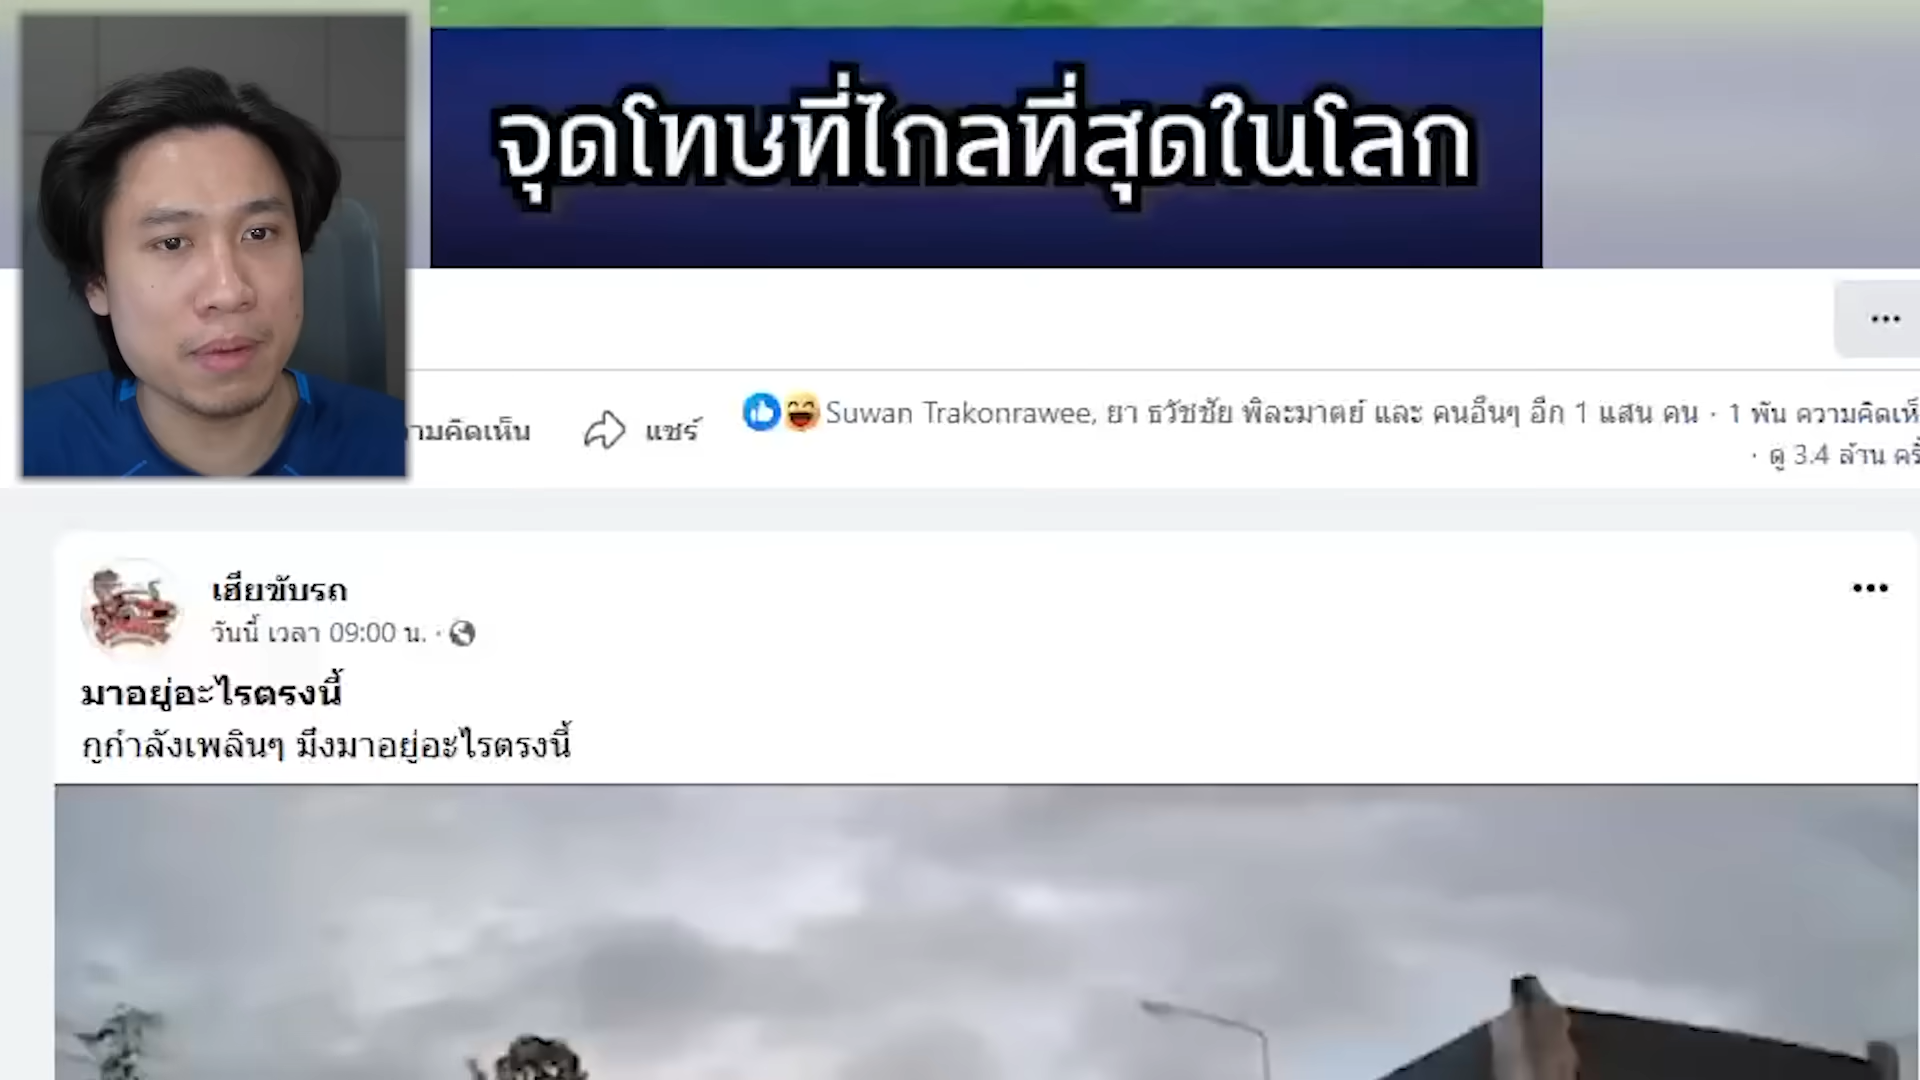 จุดโทษที่ไกลที่สุดในโลก
ามคิดเห็น
แชร์
Suwan Trakonrawee, ยา ธวัชชัย พิละมาตย์ และ คนอื่นๆ อีก 1 แสน คน · 1 พัน ความคิดเห็
· ดู 3.4 ล้าน ครั้
เฮียขับรถ
วันนี้ เวลา 09:00 น. ·
มาอยู่อะไรตรงนี้
กูกำลังเพลินๆ มึงมาอยู่อะไรตรงนี้